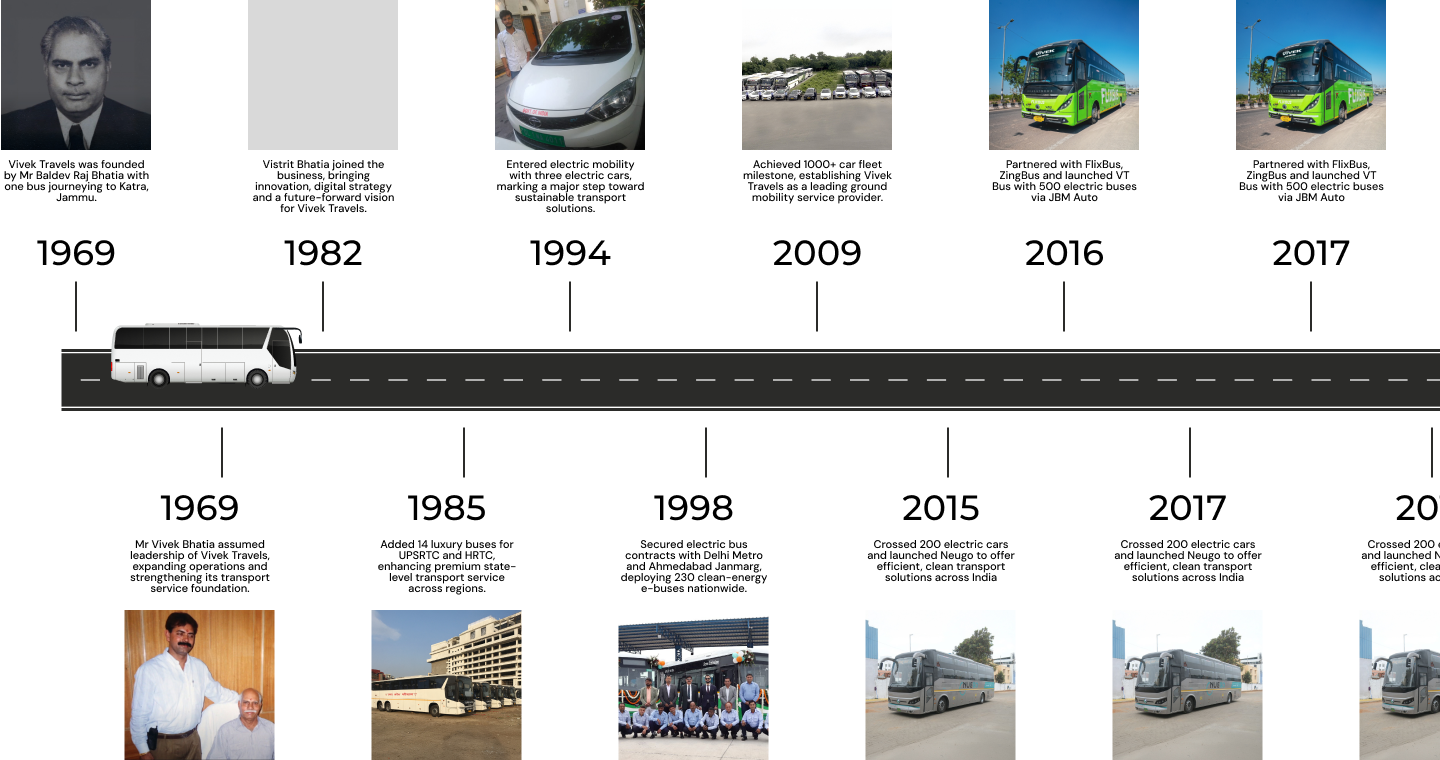 Vivek Travels was founded
by Mr Baldev Raj Bhatia with
one bus journeying to Katra,
Jammu.
1969
Vistrit Bhatia joined the
business, bringing
innovation, digital strategy
and a future-forward vision
for Vivek Travels.
1982
Entered electric mobility
with three electric cars,
marking a major step toward
sustainable transport
solutions.
1994
Achieved 1000+ car fleet
milestone, establishing Vivek
Travels as a leading ground
mobility service provider.
2009
VIVEK
FLIXBUS
Partnered with FlixBus,
ZingBus and launched VT
Bus with 500 electric buses
via JBM Auto
2016
VIVEK
FLIXBUS
Partnered with FlixBus,
ZingBus and launched VT
Bus with 500 electric buses
via JBM Auto
2017
1969
Mr Vivek Bhatia assumed
leadership of Vivek Travels,
expanding operations and
strengthening its transport
service foundation.
1985
Added 14 luxury buses for
UPSRTC and HRTC,
enhancing premium state-
level transport service
across regions.
1998
Secured electric bus
contracts with Delhi Metro
and Ahmedabad Janmarg,
deploying 230 clean-energy
e-buses nationwide.
2015
Crossed 200 electric cars
and launched Neugo to offer
efficient, clean transport
solutions across India
2017
Crossed 200 electric cars
and launched Neugo to offer
efficient, clean transport
solutions across India
20
Crossed 200
and launched
efficient,
solutions